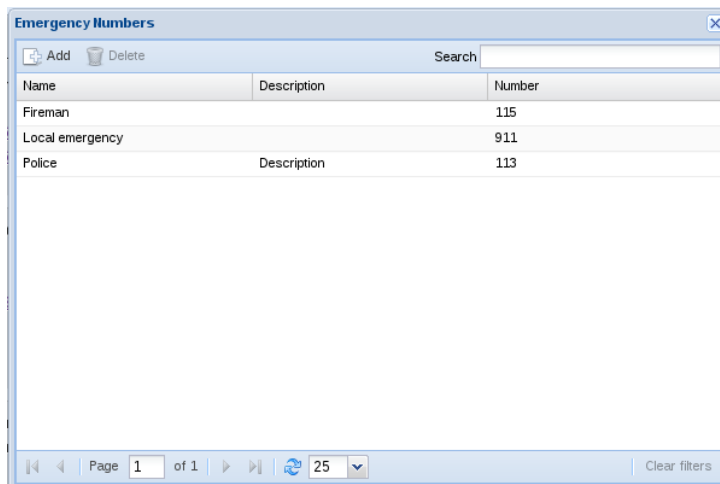 Emergency Numbers
Add Delete Search
Name Description Number
Fireman 115
Local emergency 911
Police Description 113
Page 1 of 1 25 Clear filters